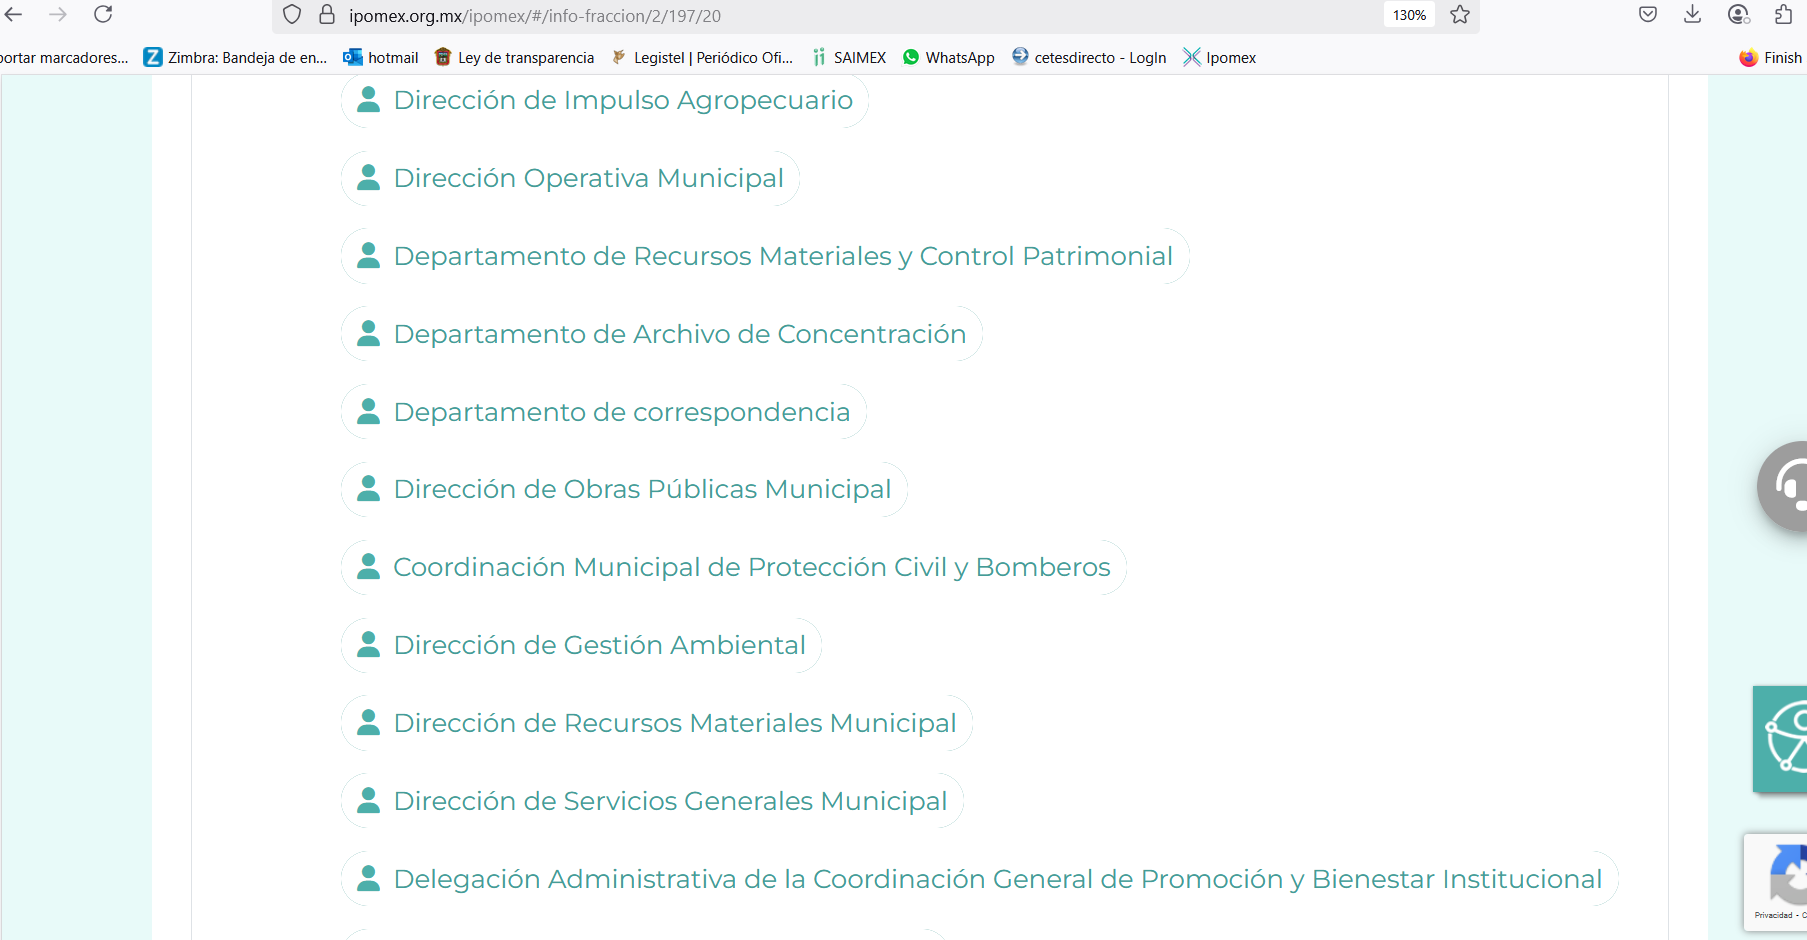 ipomex.org.mx/ipomex/#/info-fraccion/2/197/20
130%
ortar marcadores...
Zimbra: Bandeja de en...
hotmail
Ley de transparencia
Legistel | Periódico Ofi...
SAIMEX
WhatsApp
cetesdirecto - LogIn
Ipomex
Finish
Dirección de Impulso Agropecuario
Dirección Operativa Municipal
Departamento de Recursos Materiales y Control Patrimonial
Departamento de Archivo de Concentración
Departamento de correspondencia
Dirección de Obras Públicas Municipal
Coordinación Municipal de Protección Civil y Bomberos
Dirección de Gestión Ambiental
Dirección de Recursos Materiales Municipal
Dirección de Servicios Generales Municipal
Delegación Administrativa de la Coordinación General de Promoción y Bienestar Institucional
Privacidad - C